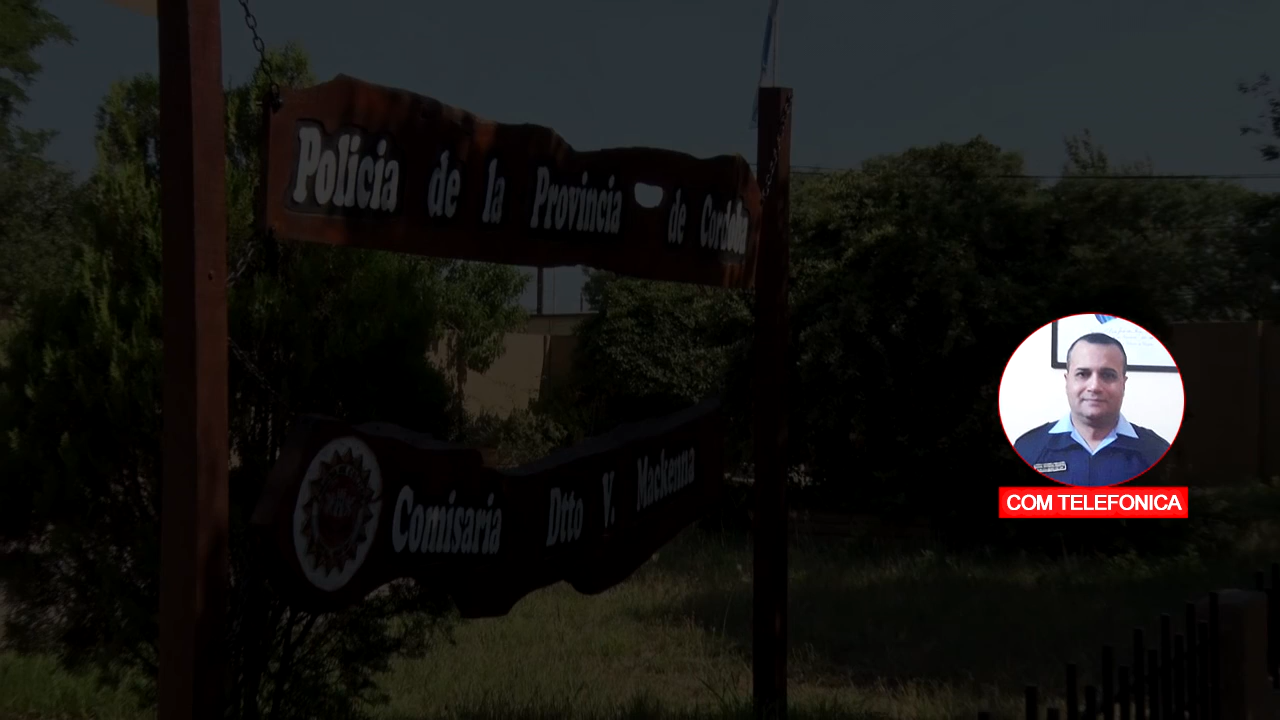 Policia de la Provincia de Cordoba
Comisaria Dtto V. Mackenna
COM TELEFONICA